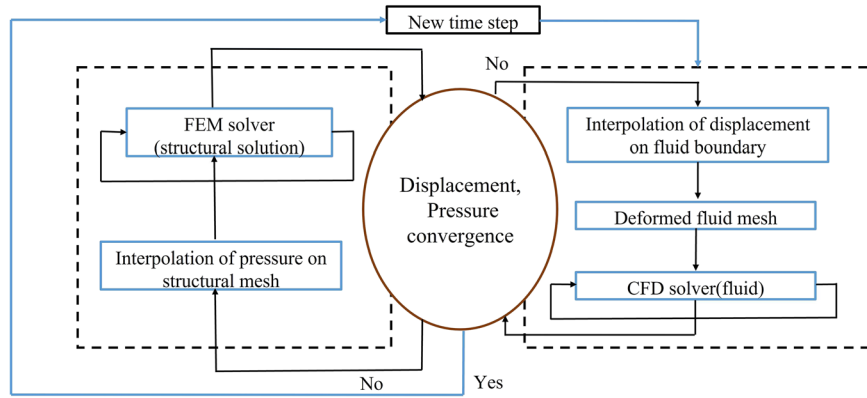 New time step
No
FEM solver
(structural solution)
Interpolation of displacement
on fluid boundary
Displacement,
Pressure
convergence
Deformed fluid mesh
Interpolation of pressure on
structural mesh
CFD solver(fluid)
No
Yes